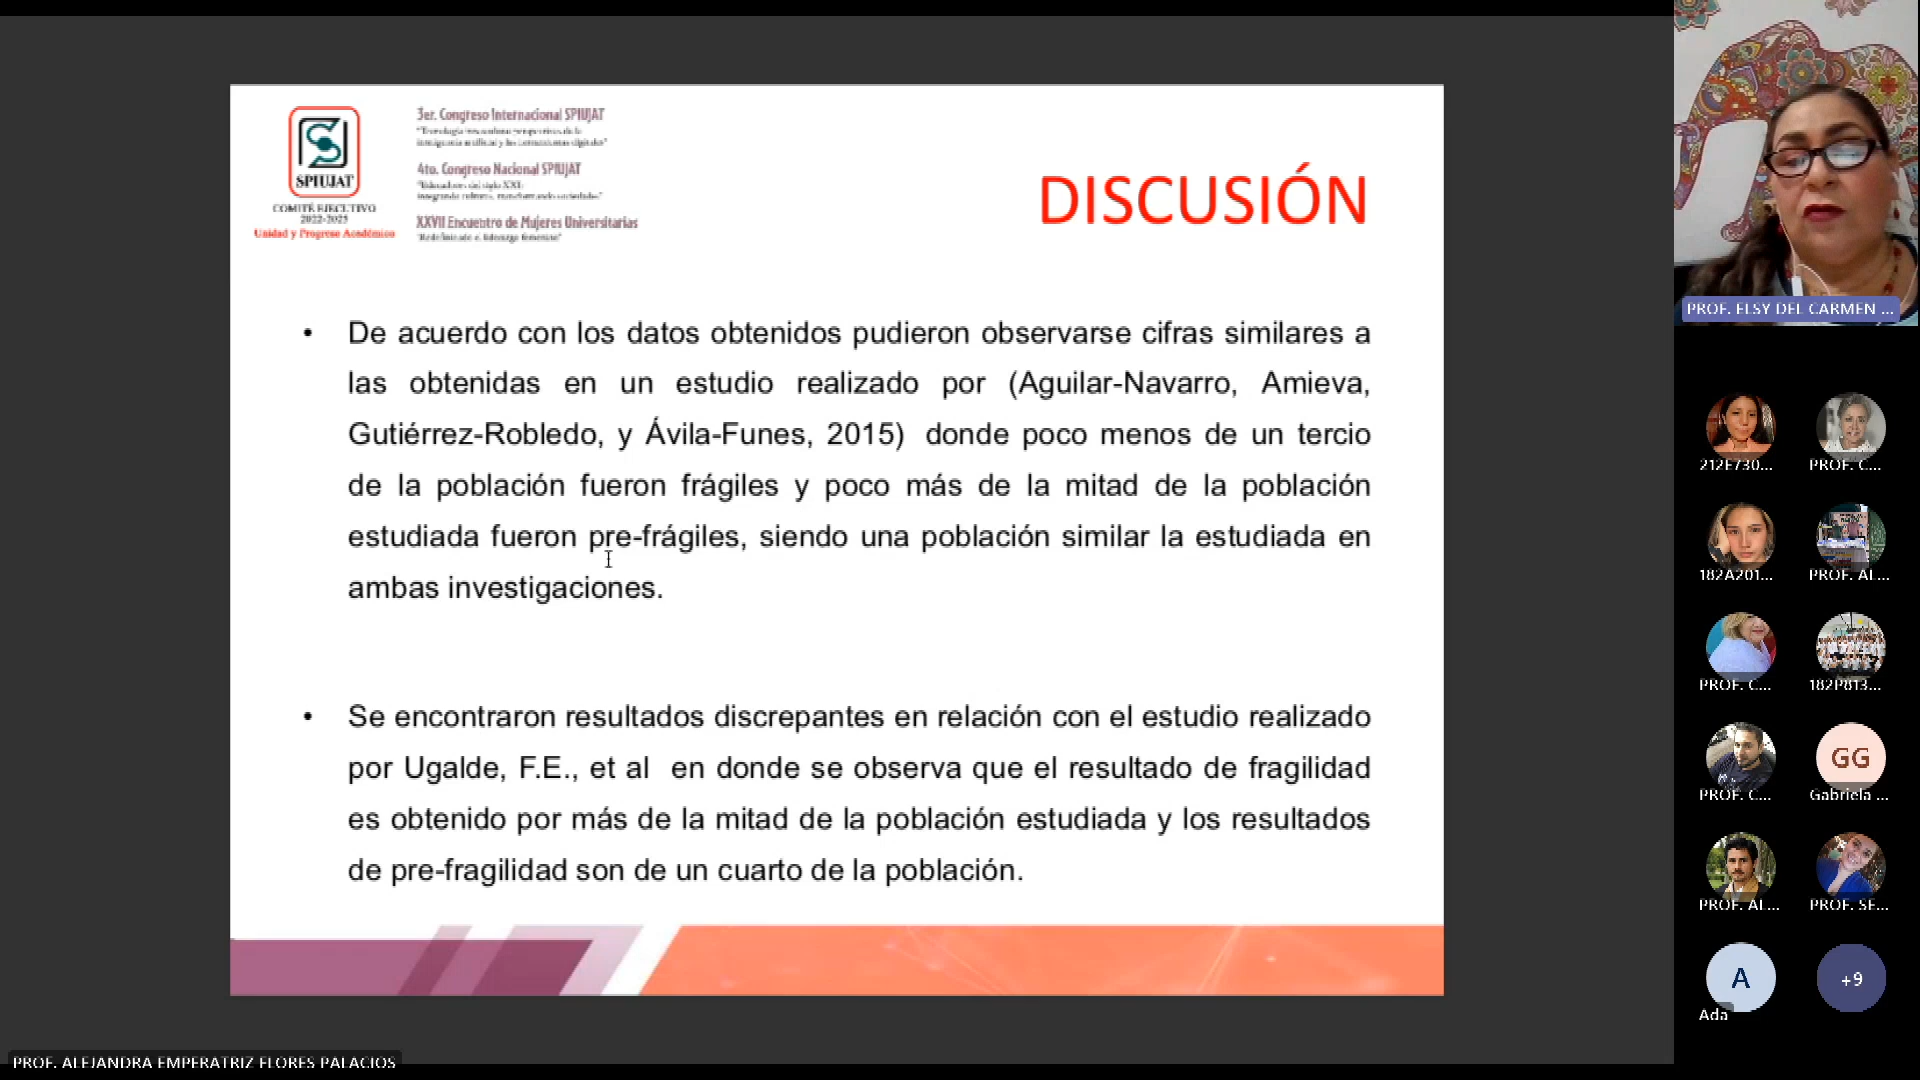 SPIUJAT
COMITÉ EJECUTIVO
2022-2025
Unidad y Progreso Académico
3er. Congreso Internacional SPIUJAT
4to. Congreso Nacional SPIUJAT
"Educadores del siglo XXI:
XXVII Encuentro de Mujeres Universitarias
DISCUSIÓN
• De acuerdo con los datos obtenidos pudieron observarse cifras similares a
las obtenidas en un estudio realizado por (Aguilar-Navarro, Amieva,
Gutiérrez-Robledo, y Ávila-Funes, 2015) donde poco menos de un tercio
de la población fueron frágiles y poco más de la mitad de la población
estudiada fueron pre-frágiles, siendo una población similar la estudiada en
ambas investigaciones.
• Se encontraron resultados discrepantes en relación con el estudio realizado
por Ugalde, F.E., et al en donde se observa que el resultado de fragilidad
es obtenido por más de la mitad de la población estudiada y los resultados
de pre-fragilidad son de un cuarto de la población.
PROF. ELSY DEL CARMEN ...
212E730...
PROF. C...
182A201...
PROF. AL...
PROF. C...
182P813...
PROF. C...
GG
Gabriela ...
PROF. AL...
PROF. SE...
A
Ada
+9
PROF. ALEJANDRA EMPERATRIZ FLORES PALACIOS